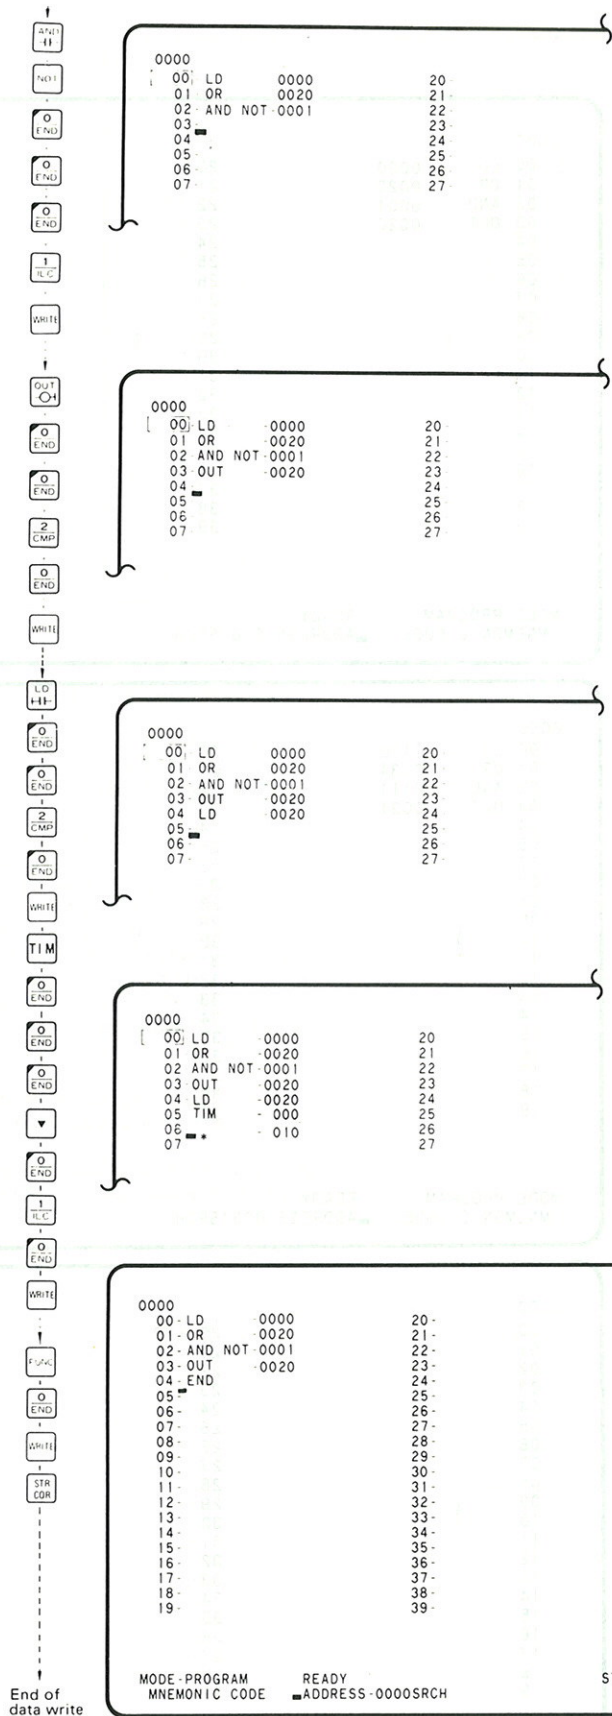 AND
NOT
0
END
0
END
0
END
1
ILC
WRITE
0000
00 LD 0000 20-
01 OR 0020 21-
02- AND NOT-0001 22-
03- 23-
04 24-
05- 25-
06- 26-
07- 27-
OUT
0
END
0
END
2
CMP
0
END
WRITE
0000
00 LD -0000 20-
01 OR -0020 21-
02-AND NOT-0001 22-
03-OUT -0020 23
04- 24
05 25
06 26
07 27
LD
0
END
0
END
2
CMP
0
END
WRITE
0000
00 LD 0000 20-
01-OR 0020 21-
02-AND NOT-0001 22-
03-OUT -0020 23-
04 LD -0020 24
05- 25-
06- 26
07- 27-
TIM
0
END
0
END
0
END
▼
0
END
1
ILC
0
END
WRITE
0000
00 LD -0000 20
01 OR -0020 21
02 AND NOT-0001 22
03-OUT -0020 23
04-LD -0020 24
05 TIM - 000 25
06 * - 010 26
07 27
FUNC
0
END
WRITE
STR
COR
0000
00-LD -0000 20-
01-OR -0020 21-
02-AND NOT-0001 22-
03-OUT -0020 23-
04-END 24-
05- 25-
06- 26-
07- 27-
08- 28-
09- 29-
10- 30-
11- 31-
12- 32-
13- 33-
14- 34-
15- 35-
16- 36-
17- 37-
18- 38-
19- 39-
MODE-PROGRAM READY S
MNEMONIC CODE ADDRESS-0000SRCH
End of
data write